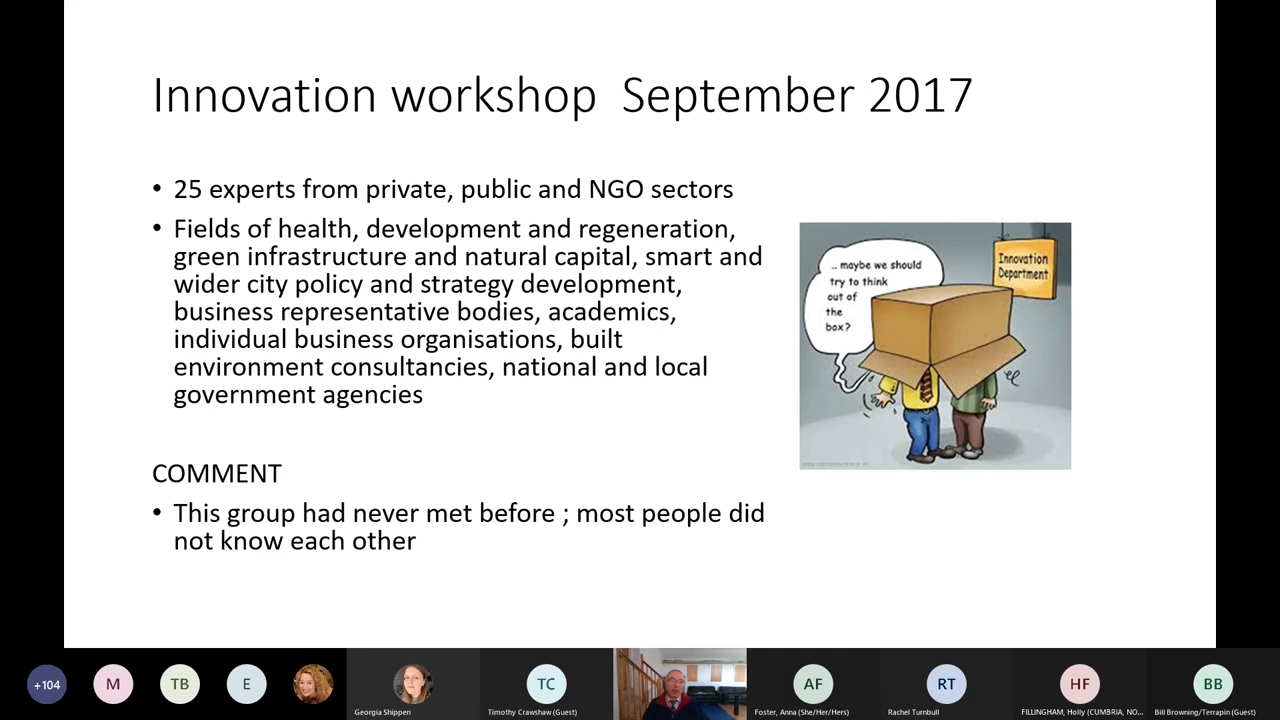 Innovation workshop  September 2017
• 25 experts from private, public and NGO sectors
• Fields of health, development and regeneration,
green infrastructure and natural capital, smart and
wider city policy and strategy development,
business representative bodies, academics,
individual business organisations, built
environment consultancies, national and local
government agencies
.. maybe we should
try to think
out of
the
box?
Innovation
Department
COMMENT
• This group had never met before ; most people did
not know each other
+104
M
TB
E
Georgia Shippen
TC
Timothy Crawshaw (Guest)
AF
Foster, Anna (She/Her/Hers)
RT
Rachel Turnbull
HF
FILLINGHAM, Holly (CUMBRIA, NO...
BB
Bill Browning/Terrapin (Guest)